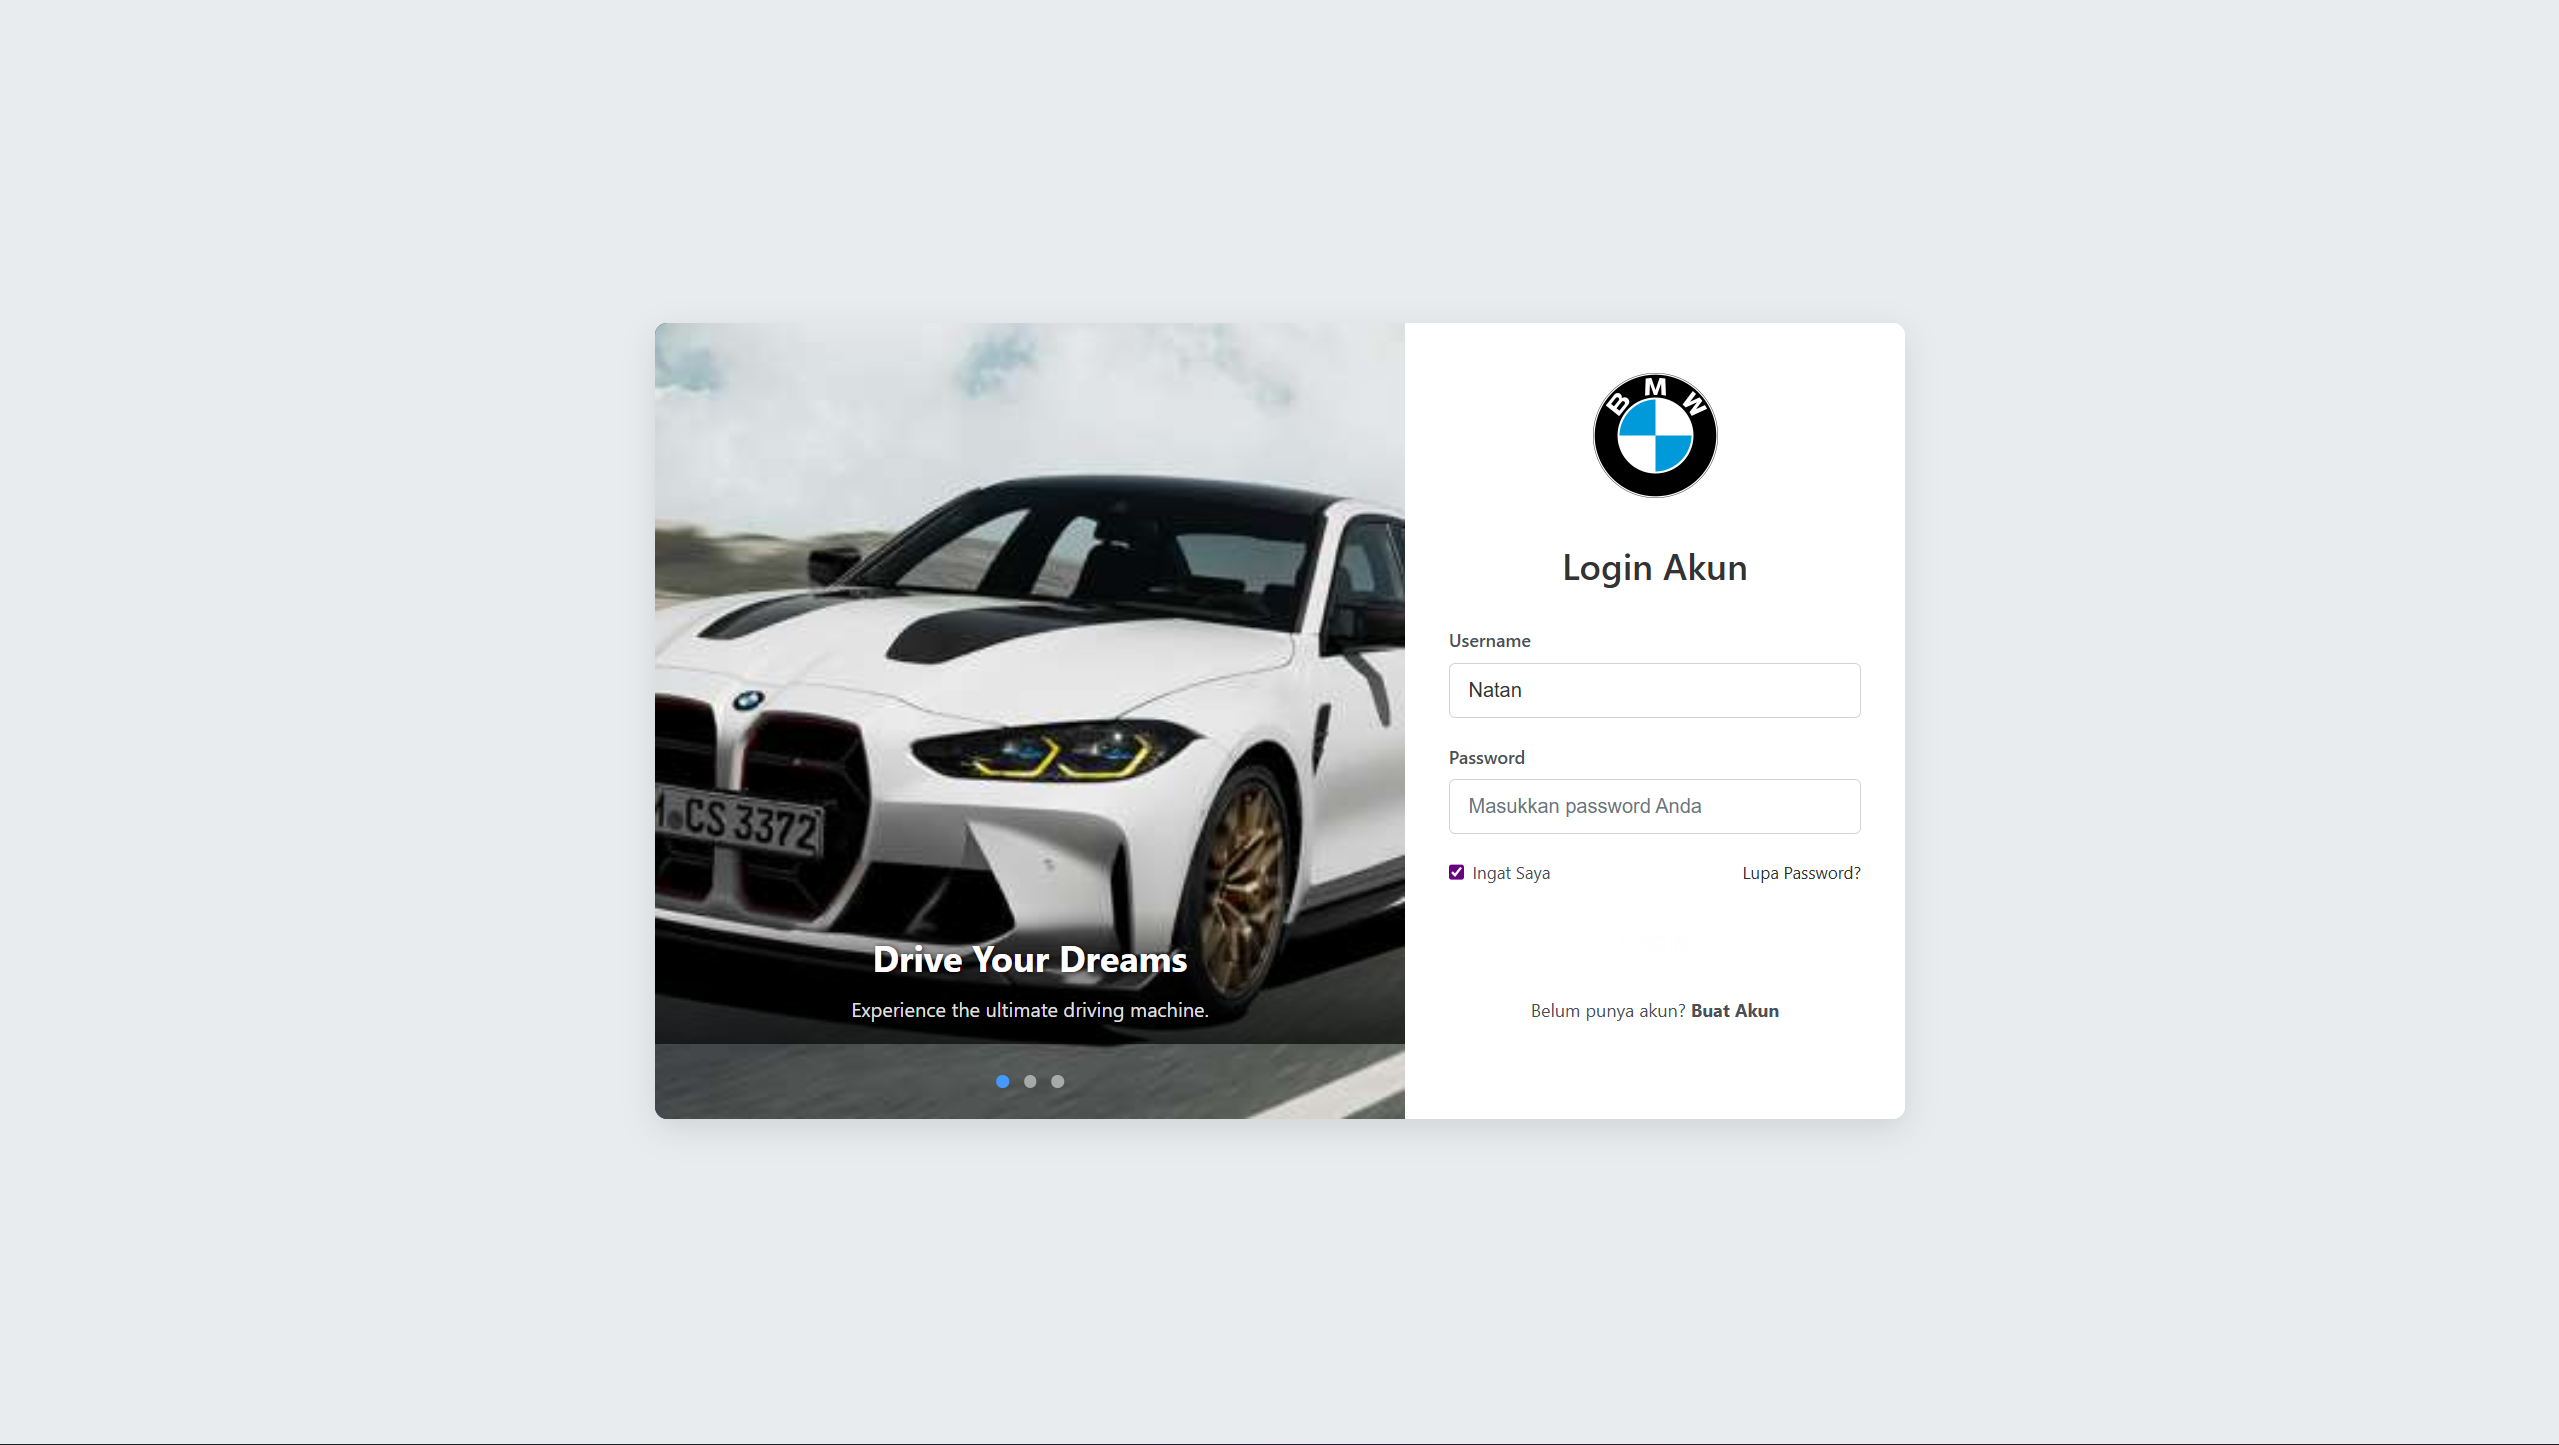 M CS 3372
Drive Your Dreams
Experience the ultimate driving machine.
BMW
Login Akun
Username
Natan
Password
Masukkan password Anda
Ingat Saya
Lupa Password?
Belum punya akun? Buat Akun